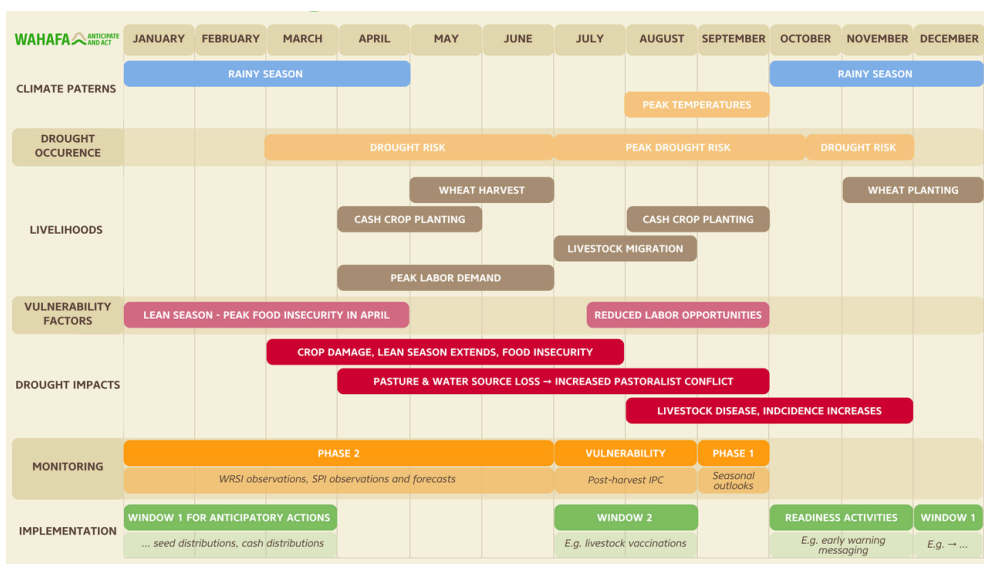 WAHAFA ANTICIPATE
AND ACT
JANUARY FEBRUARY MARCH APRIL MAY JUNE JULY AUGUST SEPTEMBER OCTOBER NOVEMBER DECEMBER
CLIMATE PATERNS
RAINY SEASON RAINY SEASON
PEAK TEMPERATURES
DROUGHT
OCCURENCE
DROUGHT RISK PEAK DROUGHT RISK DROUGHT RISK
LIVELIHOODS
WHEAT HARVEST WHEAT PLANTING
CASH CROP PLANTING CASH CROP PLANTING
LIVESTOCK MIGRATION
PEAK LABOR DEMAND
VULNERABILITY
FACTORS
LEAN SEASON - PEAK FOOD INSECURITY IN APRIL REDUCED LABOR OPPORTUNITIES
DROUGHT IMPACTS
CROP DAMAGE, LEAN SEASON EXTENDS, FOOD INSECURITY
PASTURE & WATER SOURCE LOSS → INCREASED PASTORALIST CONFLICT
LIVESTOCK DISEASE, INDCIDENCE INCREASES
MONITORING
PHASE 2 VULNERABILITY PHASE 1
WRSI observations, SPI observations and forecasts Post-harvest IPC Seasonal
outlooks
IMPLEMENTATION
WINDOW 1 FOR ANTICIPATORY ACTIONS WINDOW 2 READINESS ACTIVITIES WINDOW 1
... seed distributions, cash distributions E.g. livestock vaccinations E.g. early warning
messaging
E.g. → ...